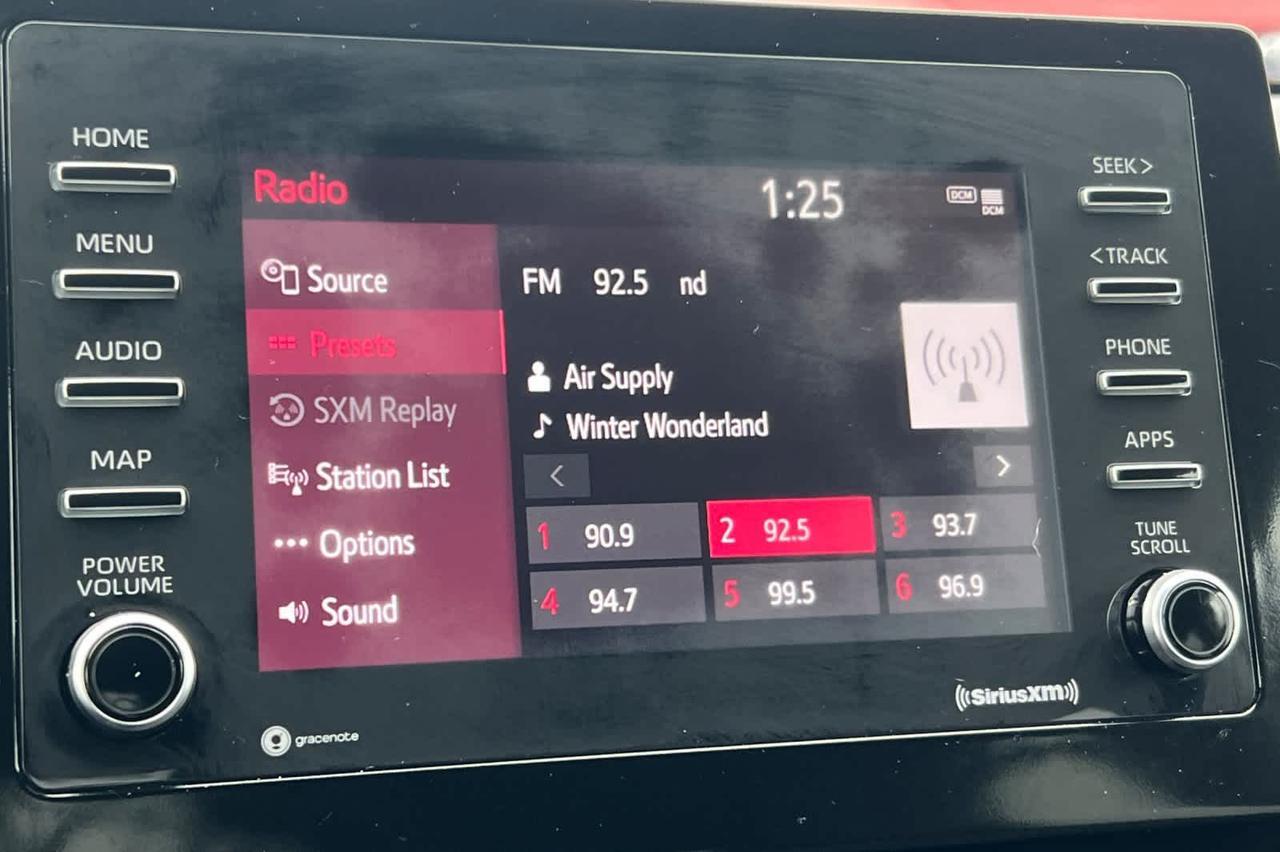 HOME
MENU
AUDIO
MAP
POWER
VOLUME
Radio
1:25
DCM
DCM
Source
Presets
SXM Replay
Station List
Options
Sound
FM 92.5 nd
Air Supply
Winter Wonderland
<
>
1 90.9
2 92.5
3 93.7
4 94.7
5 99.5
6 96.9
SEEK>
<TRACK
PHONE
APPS
TUNE
SCROLL
gracenote
((SiriusXM))